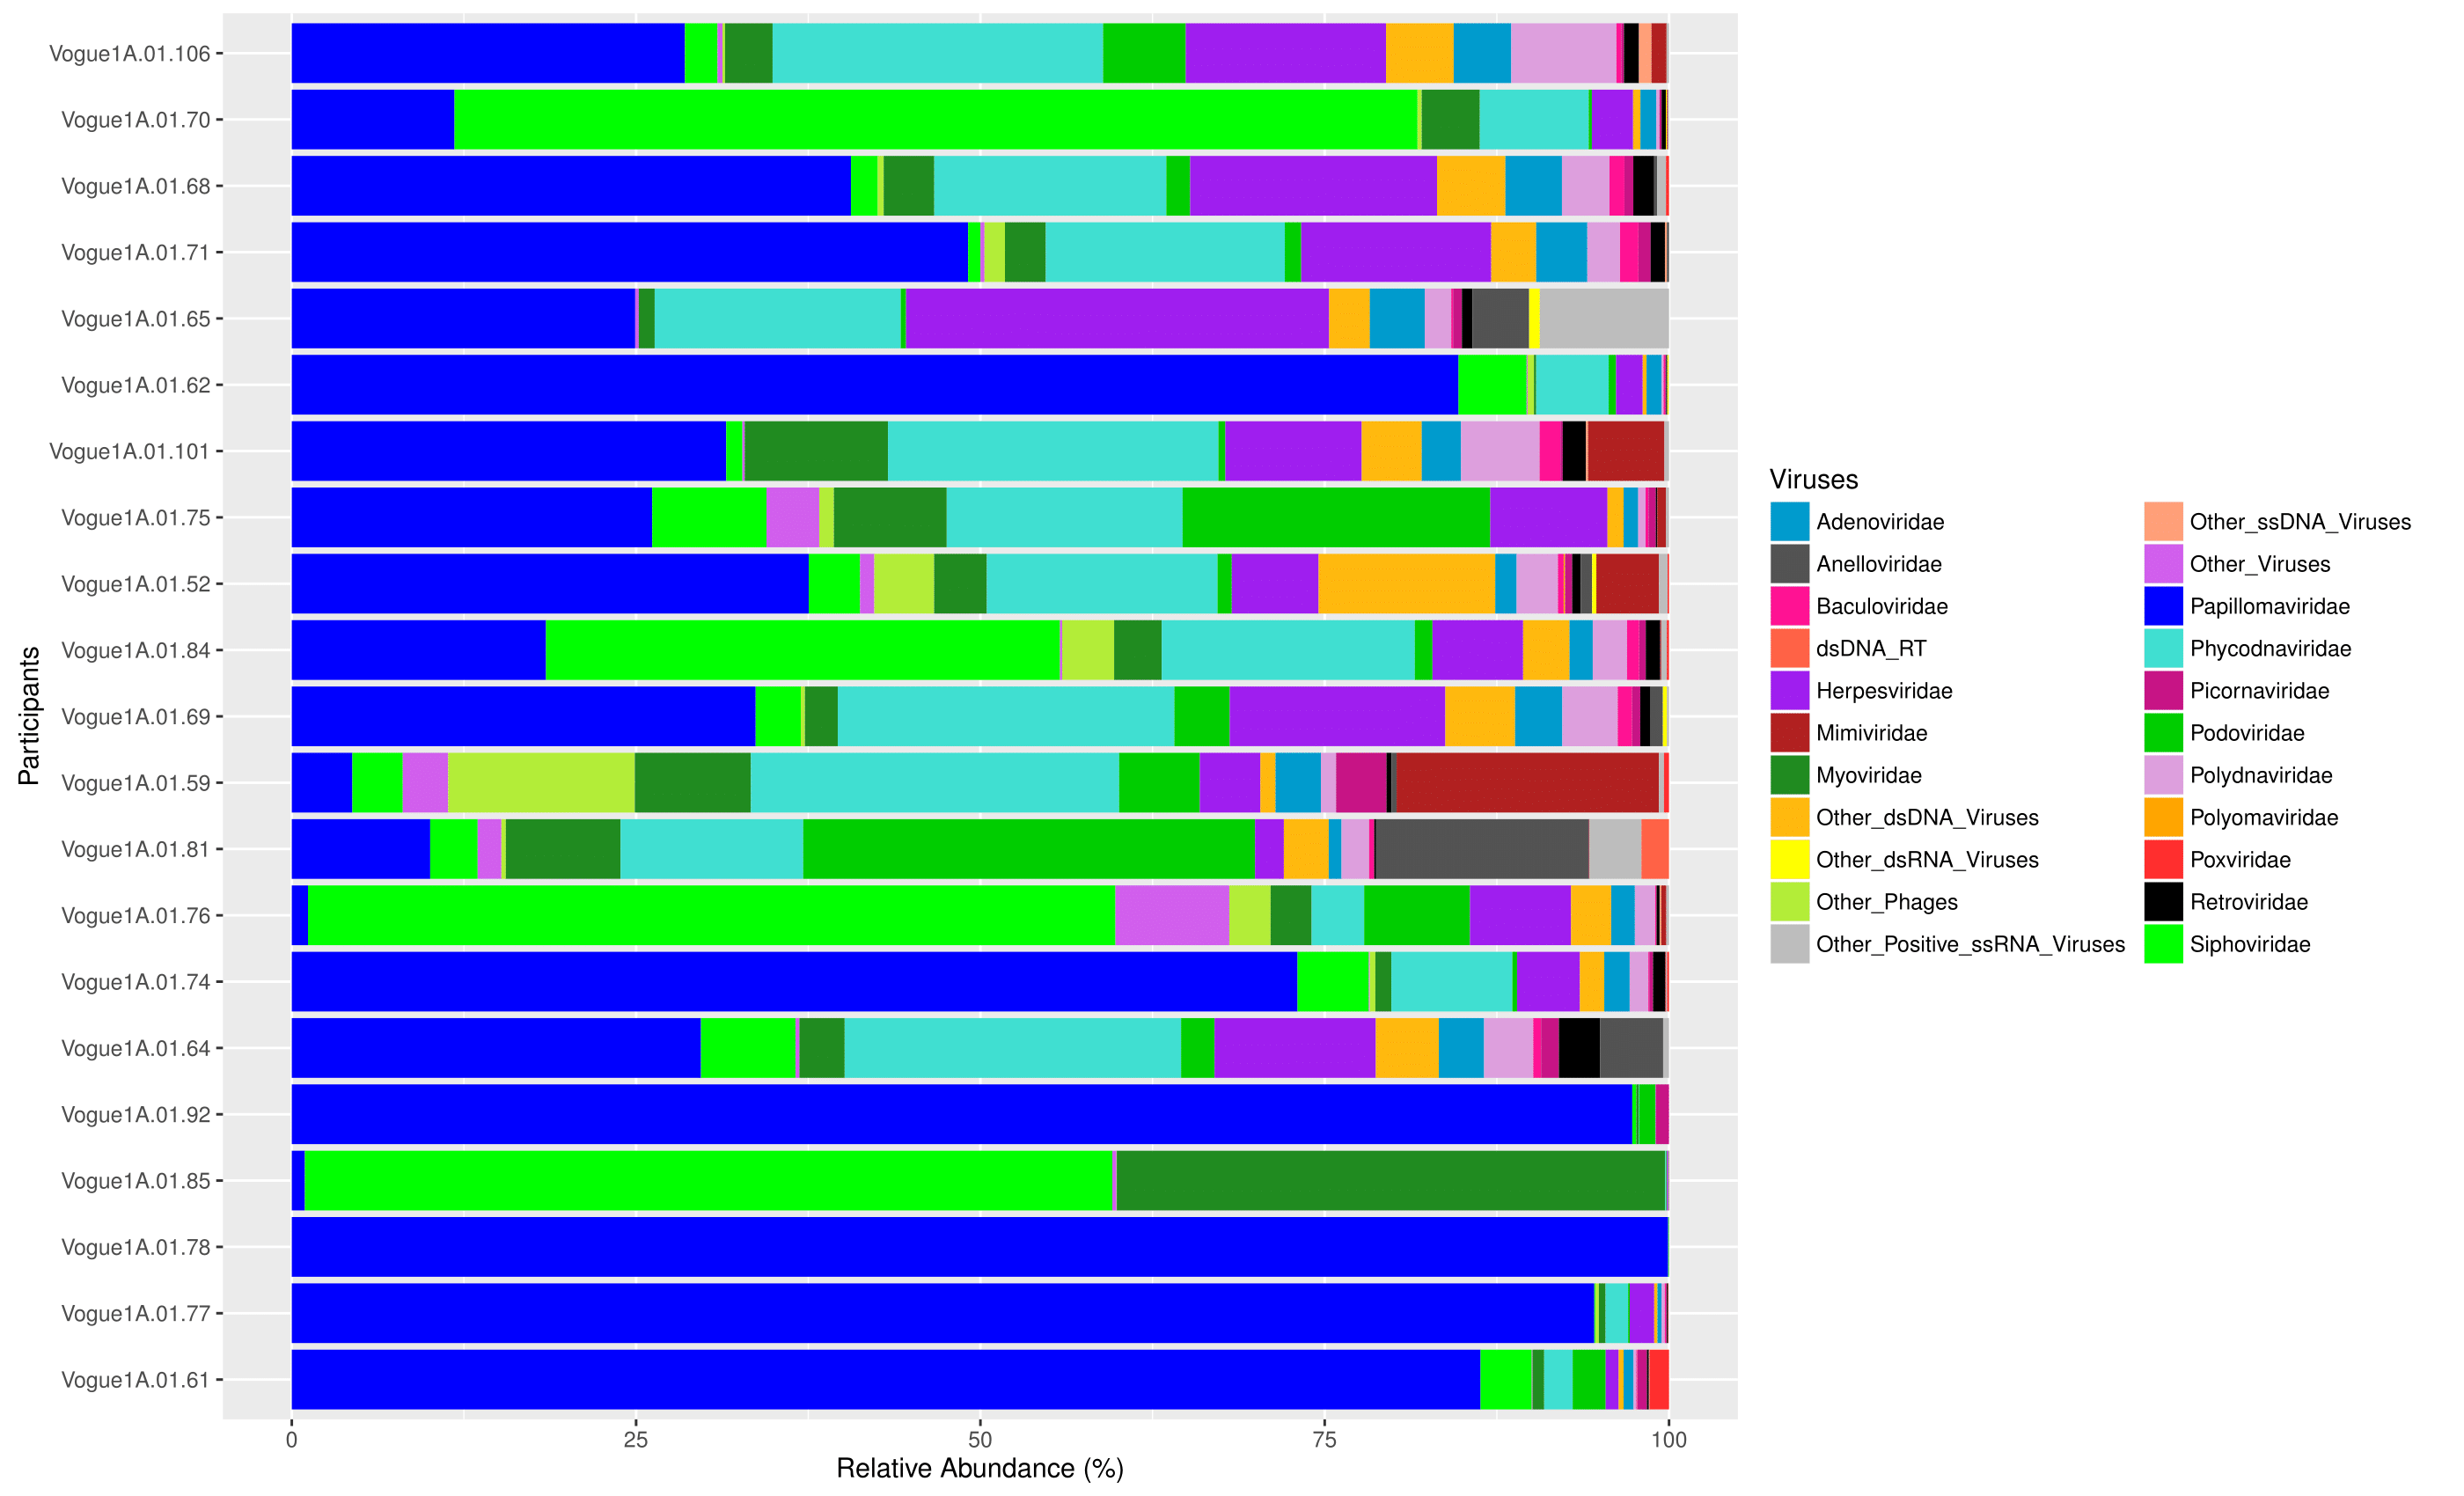 Vogue1A.01.106
Vogue1A.01.70
Vogue1A.01.68
Vogue1A.01.71
Vogue1A.01.65
Vogue1A.01.62
Vogue1A.01.101
Vogue1A.01.75
Vogue1A.01.52
Vogue1A.01.84
Vogue1A.01.69
Vogue1A.01.59
Vogue1A.01.81
Vogue1A.01.76
Vogue1A.01.74
Vogue1A.01.64
Vogue1A.01.92
Vogue1A.01.85
Vogue1A.01.78
Vogue1A.01.77
Vogue1A.01.61
Participants
0 25 50 75 100
Relative Abundance (%)
Viruses
Adenoviridae
Anelloviridae
Baculoviridae
dsDNA_RT
Herpesviridae
Mimiviridae
Myoviridae
Other_dsDNA_Viruses
Other_dsRNA_Viruses
Other_Phages
Other_Positive_ssRNA_Viruses
Other_ssDNA_Viruses
Other_Viruses
Papillomaviridae
Phycodnaviridae
Picornaviridae
Podoviridae
Polydnaviridae
Polyomaviridae
Poxviridae
Retroviridae
Siphoviridae